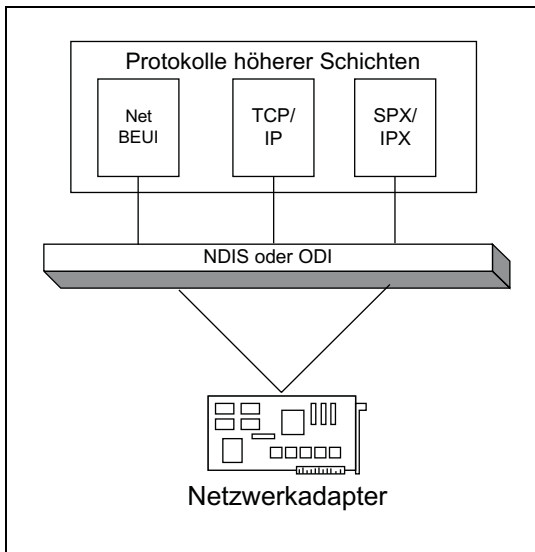 Protokolle höherer Schichten
Net
BEUI
TCP/
IP
SPX/
IPX
NDIS oder ODI
Netzwerkadapter